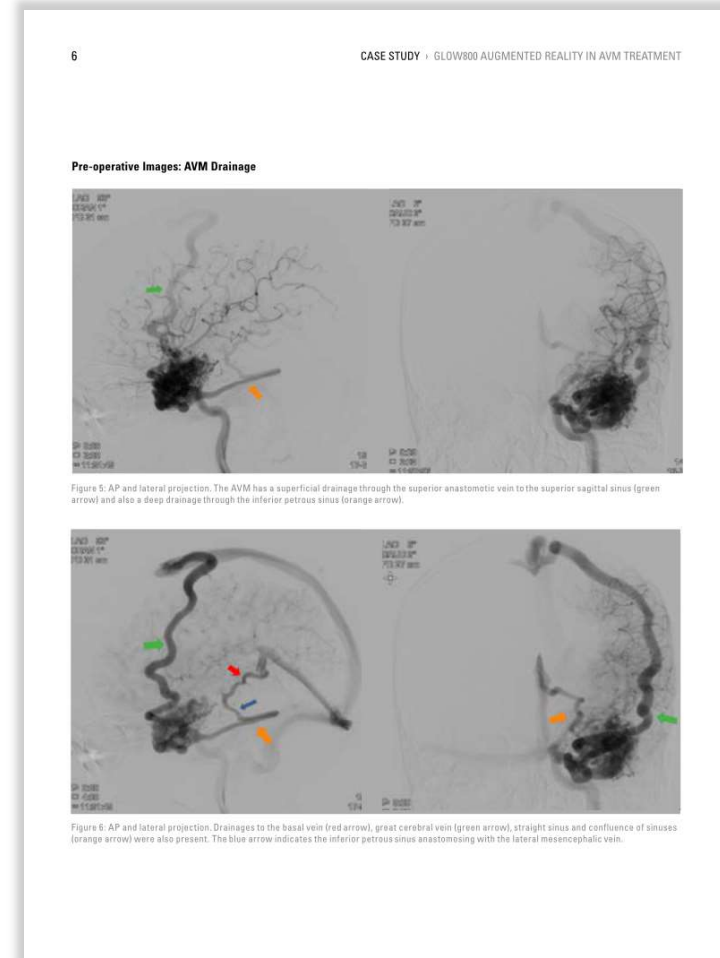 6
CASE STUDY › GLOW800 AUGMENTED REALITY IN AVM TREATMENT
Pre-operative Images: AVM Drainage
Figure 5: AP and lateral projection. The AVM has a superficial drainage through the superior anastomotic vein to the superior sagittal sinus (green
arrow) and also a deep drainage through the inferior petrous sinus (orange arrow).
Figure 6: AP and lateral projection. Drainages to the basal vein (red arrow), great cerebral vein (green arrow), straight sinus and confluence of sinuses
(orange arrow) were also present. The blue arrow indicates the inferior petrous sinus anastomosing with the lateral mesencephalic vein.